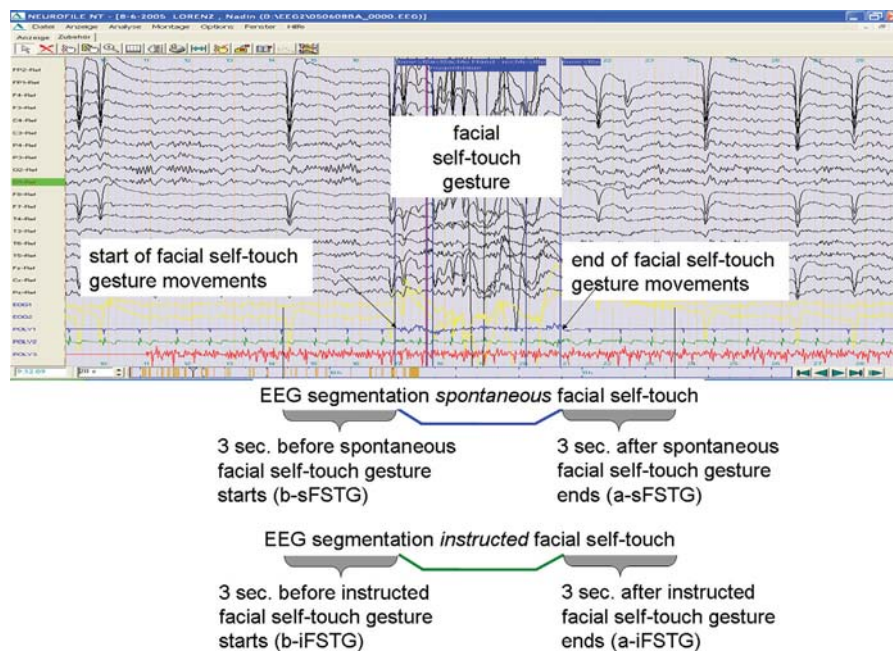 NEUROFILE NT - [8-6-2005 LORENZ , Nadin (D:\EEG2\050608BA_0000.EEG)]
Datei Anzeige Analyse Montage Optionen Fenster Hilfe
Anzeige Zubehör
FP2-Ref
FP1-Ref
F4-Ref
F3-Ref
C4-Ref
C3-Ref
P4-Ref
P3-Ref
O2-Ref
F8-Ref
F7-Ref
T4-Ref
T3-Ref
T6-Ref
T5-Ref
Fz-Ref
Cz-Ref
Pz-Ref
EOG1
EOG2
POLY1
POLY2
POLY3
facial
self-touch
gesture
start of facial self-touch
gesture movements
end of facial self-touch
gesture movements
EEG segmentation spontaneous facial self-touch
3 sec. before spontaneous
facial self-touch gesture
starts (b-sFSTG)
3 sec. after spontaneous
facial self-touch gesture
ends (a-sFSTG)
EEG segmentation instructed facial self-touch
3 sec. before instructed
facial self-touch gesture
starts (b-iFSTG)
3 sec. after instructed
facial self-touch gesture
ends (a-iFSTG)